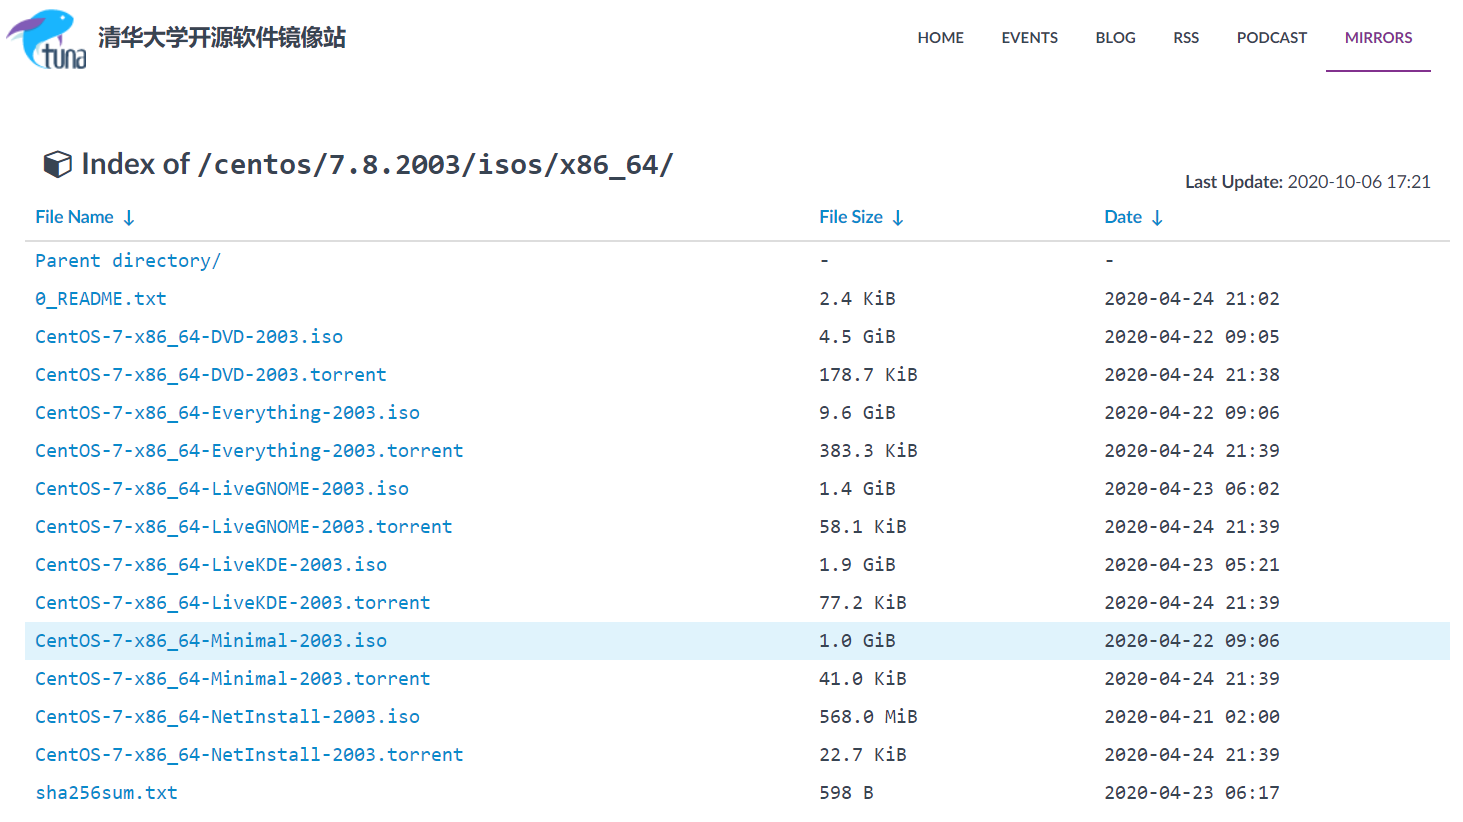 tuna 清华大学开源软件镜像站 HOME EVENTS BLOG RSS PODCAST MIRRORS
Index of /centos/7.8.2003/isos/x86_64/
Last Update: 2020-10-06 17:21
File Name ↓ File Size ↓ Date ↓
Parent directory/ - -
0_README.txt 2.4 KiB 2020-04-24 21:02
CentOS-7-x86_64-DVD-2003.iso 4.5 GiB 2020-04-22 09:05
CentOS-7-x86_64-DVD-2003.torrent 178.7 KiB 2020-04-24 21:38
CentOS-7-x86_64-Everything-2003.iso 9.6 GiB 2020-04-22 09:06
CentOS-7-x86_64-Everything-2003.torrent 383.3 KiB 2020-04-24 21:39
CentOS-7-x86_64-LiveGNOME-2003.iso 1.4 GiB 2020-04-23 06:02
CentOS-7-x86_64-LiveGNOME-2003.torrent 58.1 KiB 2020-04-24 21:39
CentOS-7-x86_64-LiveKDE-2003.iso 1.9 GiB 2020-04-23 05:21
CentOS-7-x86_64-LiveKDE-2003.torrent 77.2 KiB 2020-04-24 21:39
CentOS-7-x86_64-Minimal-2003.iso 1.0 GiB 2020-04-22 09:06
CentOS-7-x86_64-Minimal-2003.torrent 41.0 KiB 2020-04-24 21:39
CentOS-7-x86_64-NetInstall-2003.iso 568.0 MiB 2020-04-21 02:00
CentOS-7-x86_64-NetInstall-2003.torrent 22.7 KiB 2020-04-24 21:39
sha256sum.txt 598 B 2020-04-23 06:17